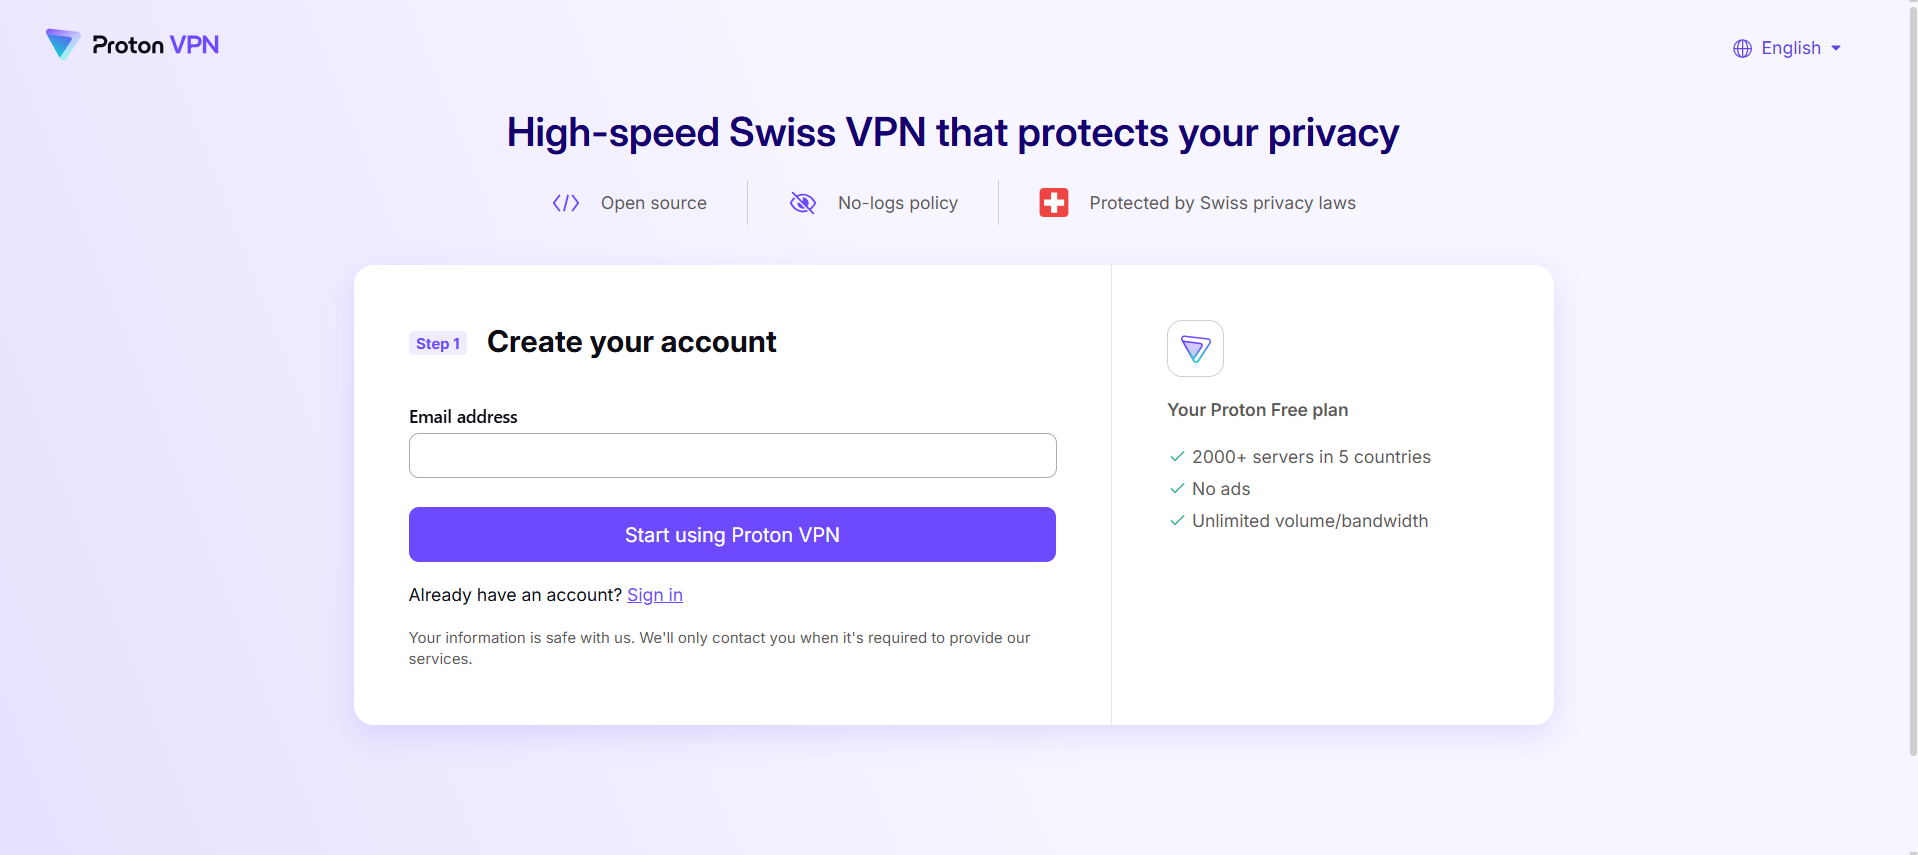 Proton VPN
English
High-speed Swiss VPN that protects your privacy
Open source
No-logs policy
Protected by Swiss privacy laws
Step 1
Create your account
Email address
Start using Proton VPN
Already have an account? Sign in
Your information is safe with us. We'll only contact you when it's required to provide our
services.
Your Proton Free plan
2000+ servers in 5 countries
No ads
Unlimited volume/bandwidth